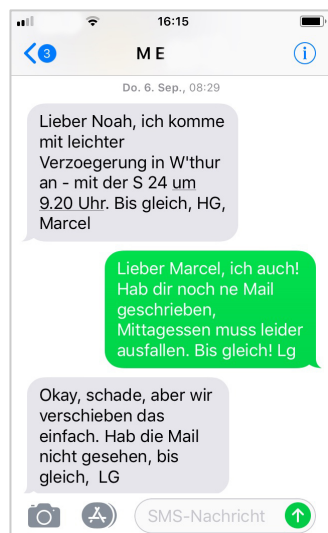 16:15
3
M E
Do. 6. Sep., 08:29
Lieber Noah, ich komme
mit leichter
Verzoegerung in W'thur
an - mit der S 24 um
9.20 Uhr. Bis gleich, HG,
Marcel
Lieber Marcel, ich auch!
Hab dir noch ne Mail
geschrieben,
Mittagessen muss leider
ausfallen. Bis gleich! Lg
Okay, schade, aber wir
verschieben das
einfach. Hab die Mail
nicht gesehen, bis
gleich,  LG
SMS-Nachricht